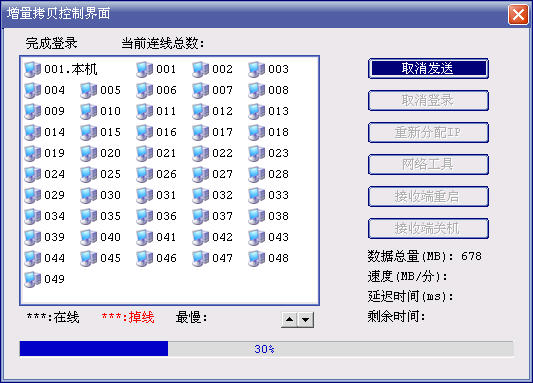 增量拷贝控制界面
完成登录 当前连线总数:
001.本机 001 002 003
004 005 006 007 008
009 010 011 012 013
014 015 016 017 018
019 020 021 022 023
024 025 026 027 028
029 030 031 032 033
034 035 036 037 038
039 040 041 042 043
044 045 046 047 048
049
***:在线 ***:掉线 最慢:
取消发送
取消登录
重新分配IP
网络工具
接收端重启
接收端关机
数据总量(MB): 678
速度(MB/分):
延迟时间(ms):
剩余时间:
30%